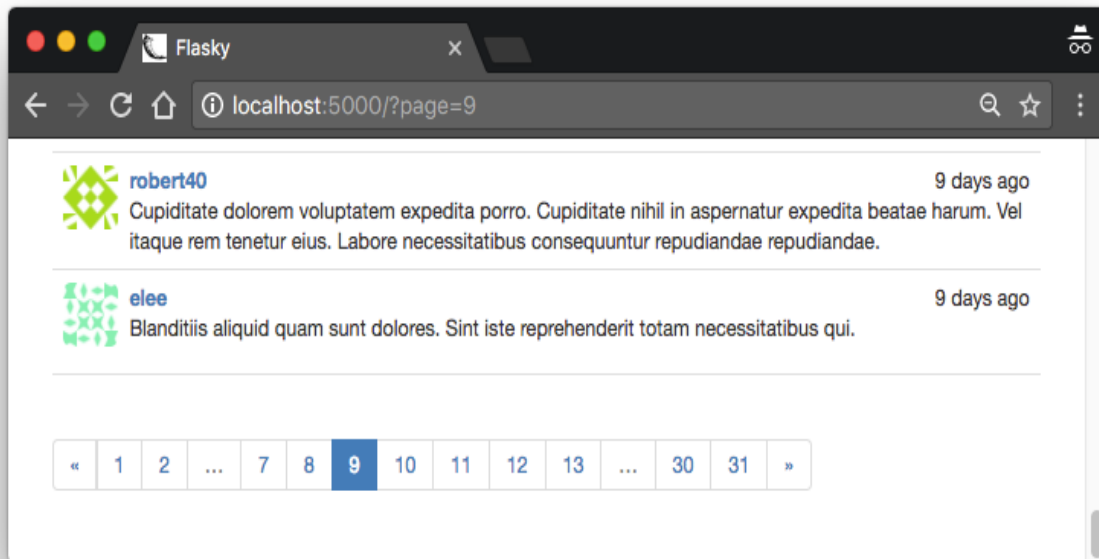 Flasky
localhost:5000/?page=9
robert40 9 days ago
Cupiditate dolorem voluptatem expedita porro. Cupiditate nihil in aspernatur expedita beatae harum. Vel
itaque rem tenetur eius. Labore necessitatibus consequuntur repudiandae repudiandae.
elee 9 days ago
Blanditiis aliquid quam sunt dolores. Sint iste reprehenderit totam necessitatibus qui.
« 1 2 ... 7 8 9 10 11 12 13 ... 30 31 »